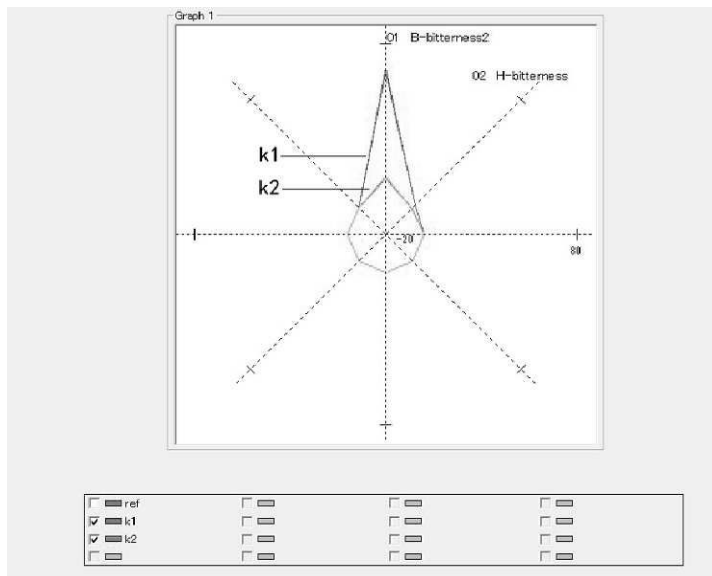 Graph 1
01 B-bitterness2
02 H-bitterness
k1
k2
-20
80
ref
k1
k2